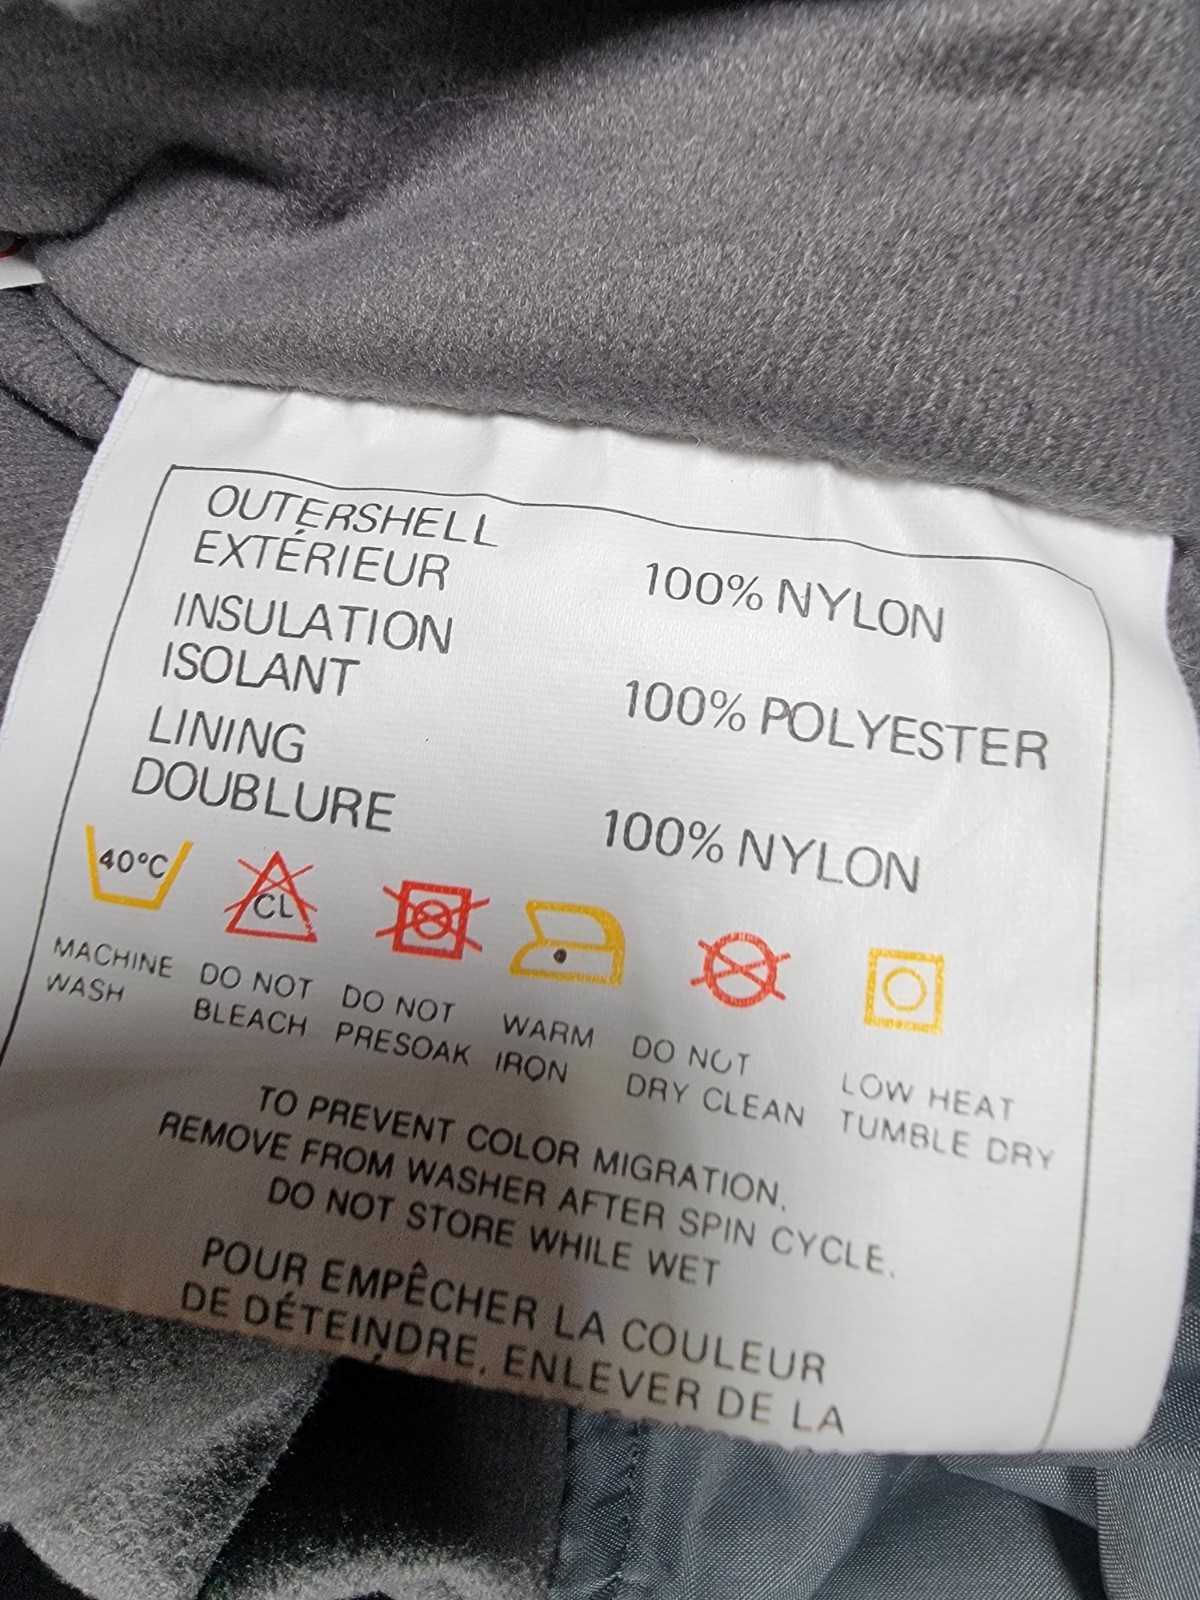 OUTERSHELL
EXTÉRIEUR
100% NYLON
INSULATION
ISOLANT
100% POLYESTER
LINING
DOUBLURE
100% NYLON
40°C
CL
MACHINE
WASH
DO NOT
BLEACH
DO NOT
PRESOAK
WARM
IRON
DO NOT
DRY CLEAN
LOW HEAT
TUMBLE DRY
TO PREVENT COLOR MIGRATION,
REMOVE FROM WASHER AFTER SPIN CYCLE.
DO NOT STORE WHILE WET
POUR EMPÊCHER LA COULEUR
DE DÉTEINDRE, ENLEVER DE LA